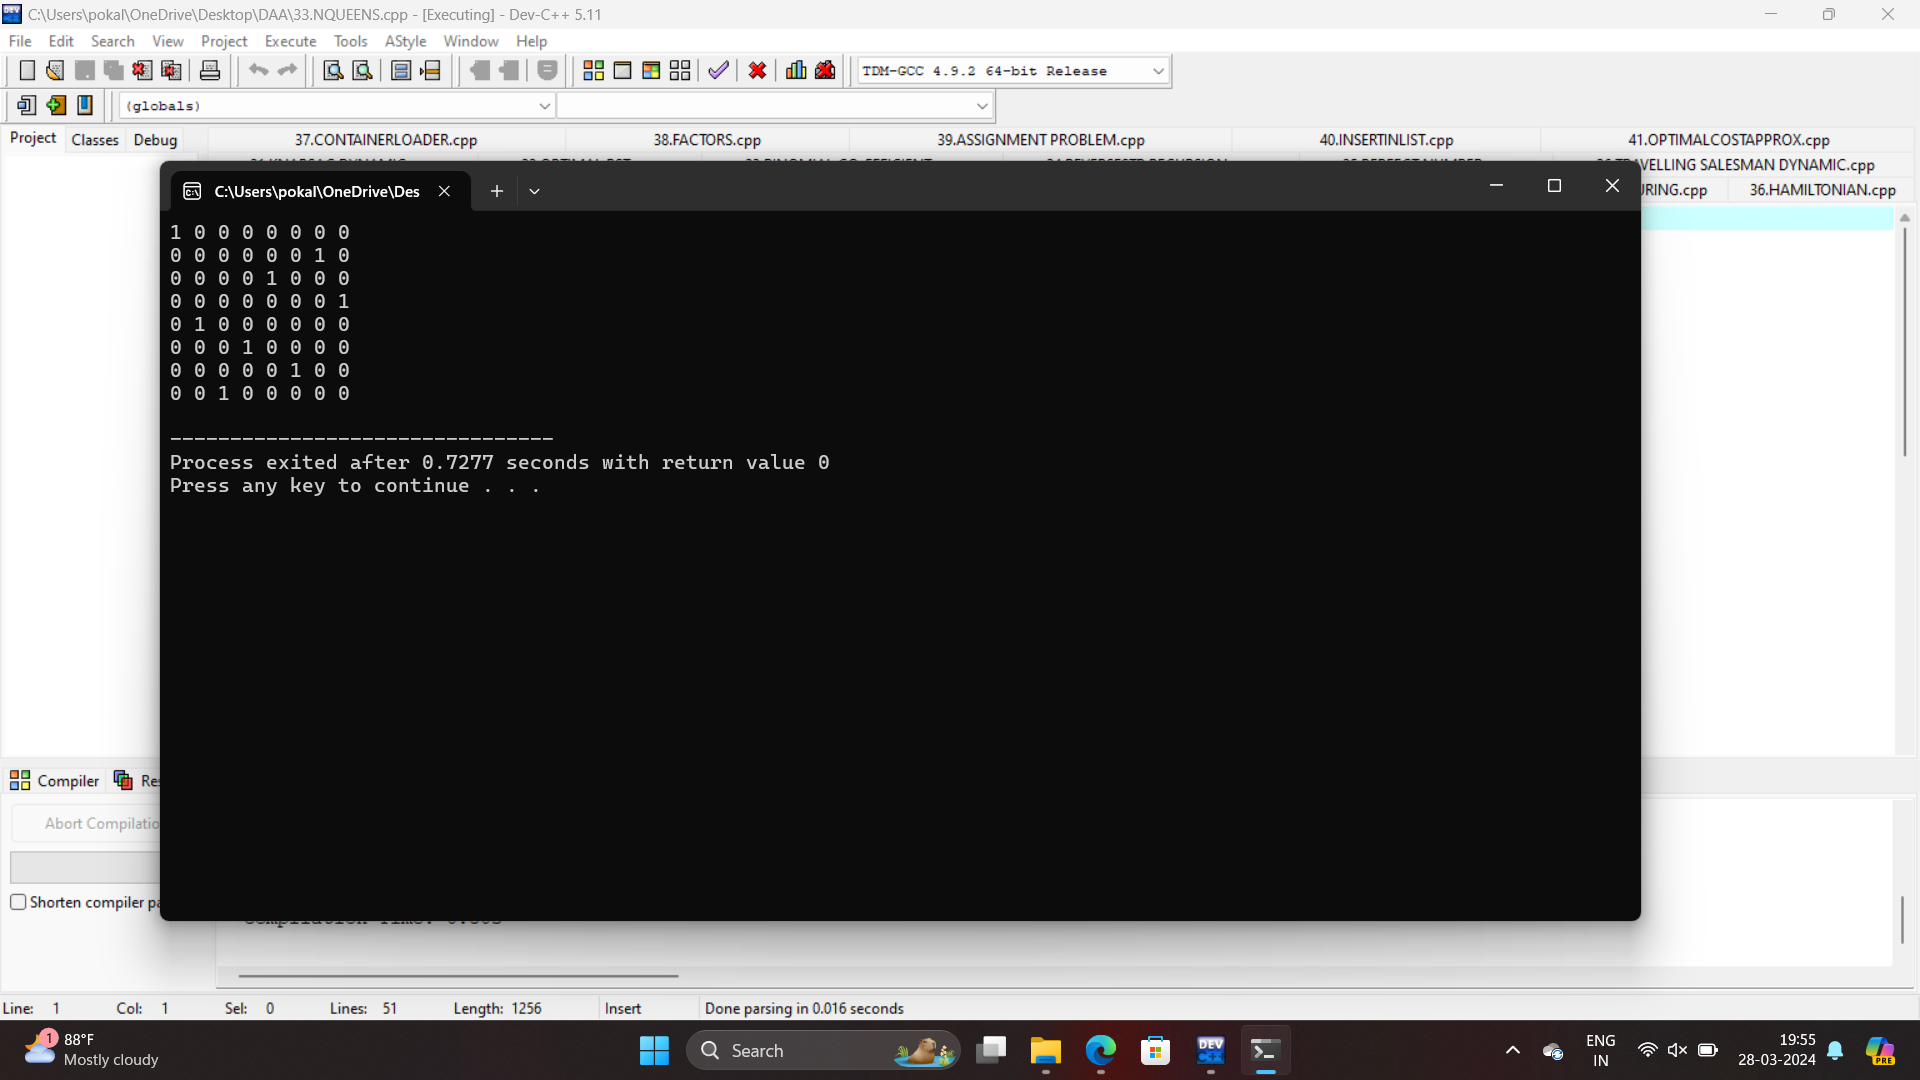 C:\Users\pokal\OneDrive\Desktop\DAA\33.NQUEENS.cpp - [Executing] - Dev-C++ 5.11
File Edit Search View Project Execute Tools AStyle Window Help
TDM-GCC 4.9.2 64-bit Release
(globals)
Project Classes Debug
37.CONTAINERLOADER.cpp 38.FACTORS.cpp 39.ASSIGNMENT PROBLEM.cpp 40.INSERTINLIST.cpp 41.OPTIMALCOSTAPPROX.cpp
VELLING SALESMAN DYNAMIC.cpp
URING.cpp 36.HAMILTONIAN.cpp
C:\Users\pokal\OneDrive\Des
1 0 0 0 0 0 0 0
0 0 0 0 0 0 1 0
0 0 0 0 1 0 0 0
0 0 0 0 0 0 0 1
0 1 0 0 0 0 0 0
0 0 0 1 0 0 0 0
0 0 0 0 0 1 0 0
0 0 1 0 0 0 0 0
--------------------------------
Process exited after 0.7277 seconds with return value 0
Press any key to continue . . .
Compiler Res
Abort Compilatio
Shorten compiler pa
Line: 1 Col: 1 Sel: 0 Lines: 51 Length: 1256 Insert Done parsing in 0.016 seconds
1 88°F
Mostly cloudy
Search
DEV
ENG
IN
19:55
28-03-2024
PRE